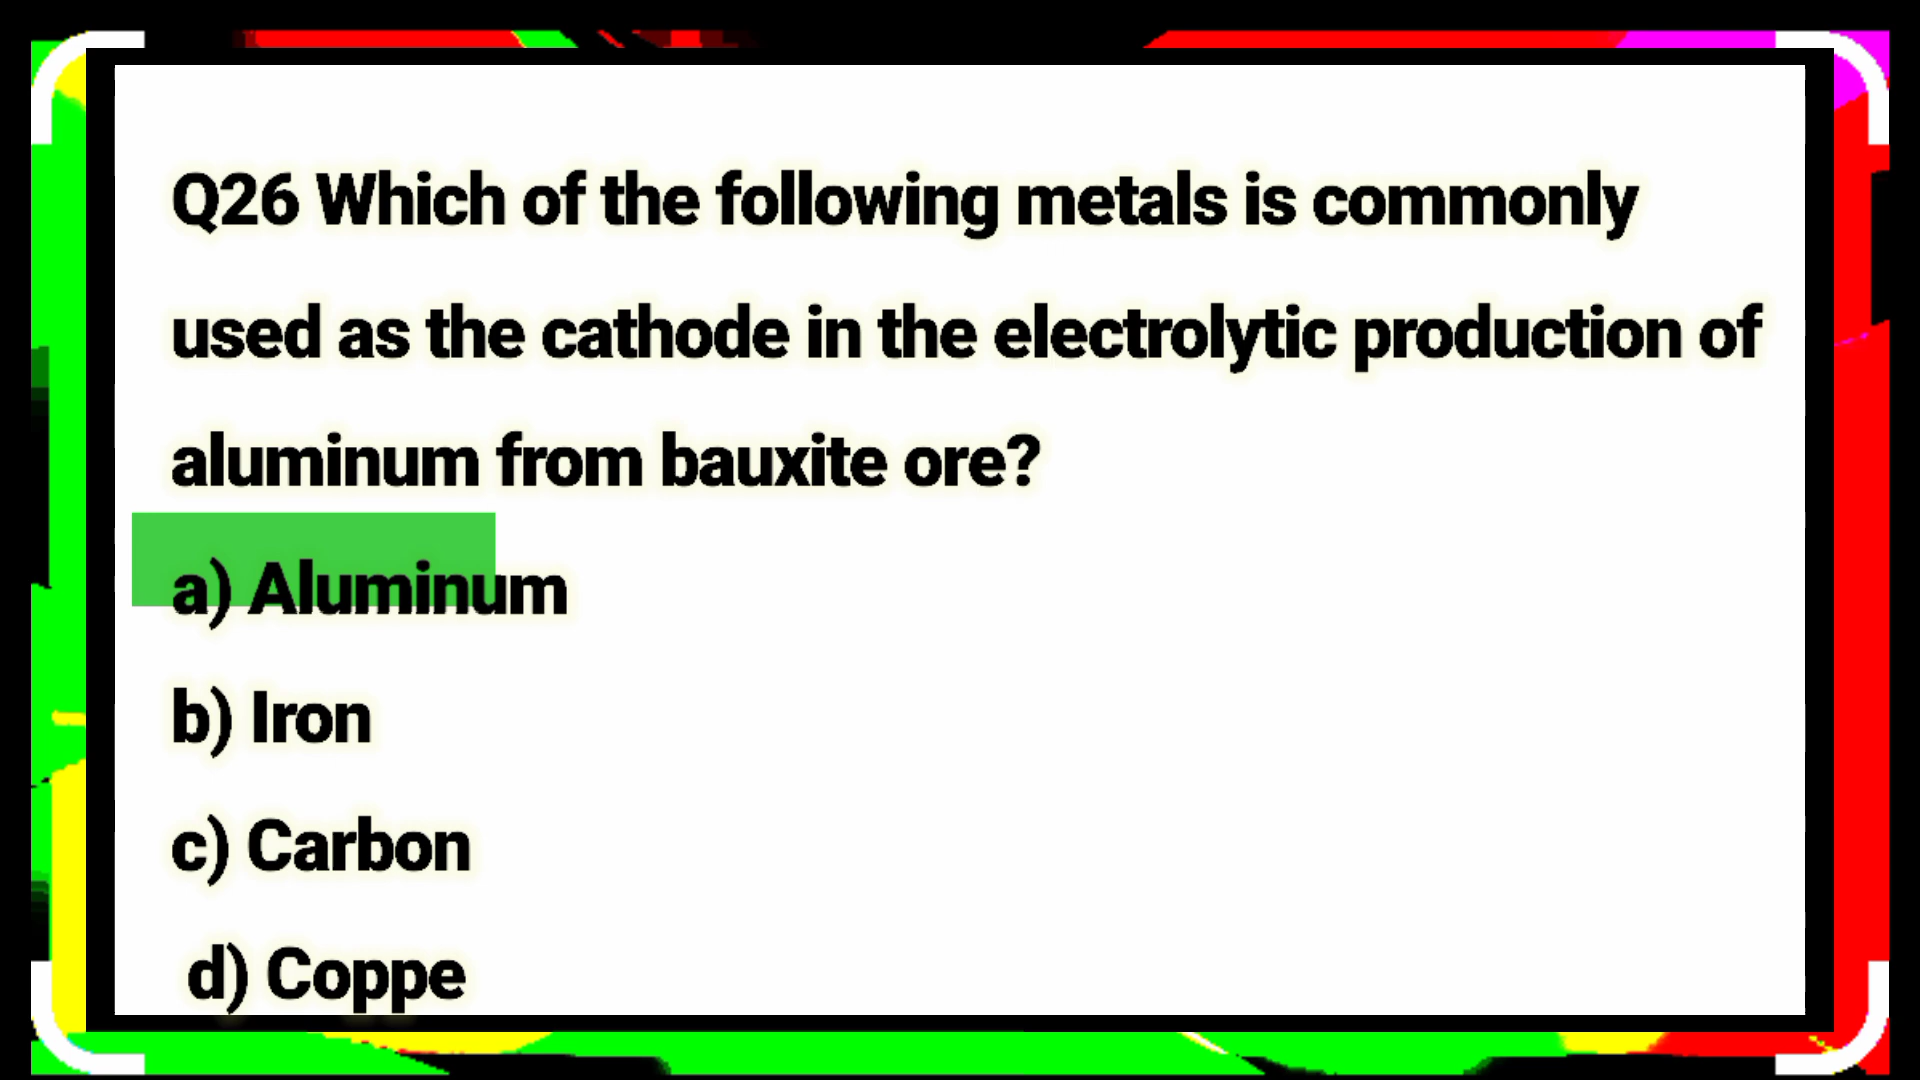 Q26 Which of the following metals is commonly
used as the cathode in the electrolytic production of
aluminum from bauxite ore?
a) Aluminum
b) Iron
c) Carbon
d) Coppe